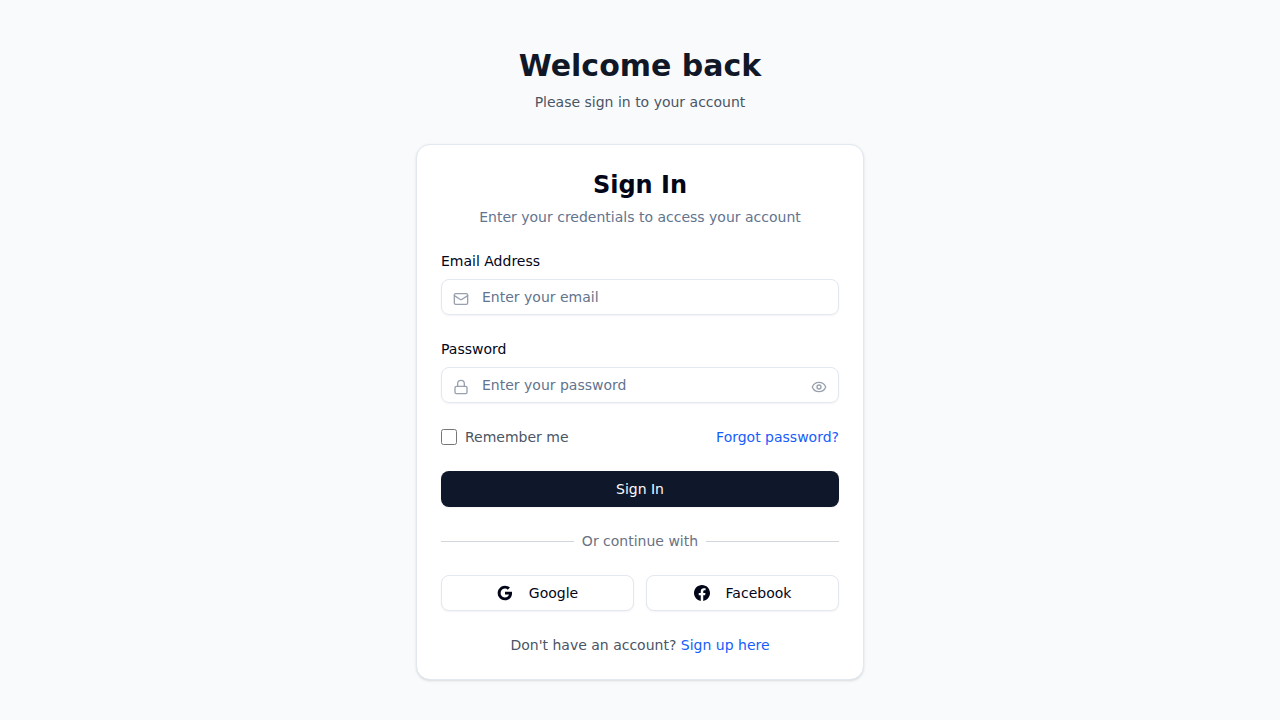 Welcome back
Please sign in to your account
Sign In
Enter your credentials to access your account
Email Address
Enter your email
Password
Enter your password
Remember me Forgot password?
Sign In
Or continue with
Google Facebook
Don't have an account? Sign up here